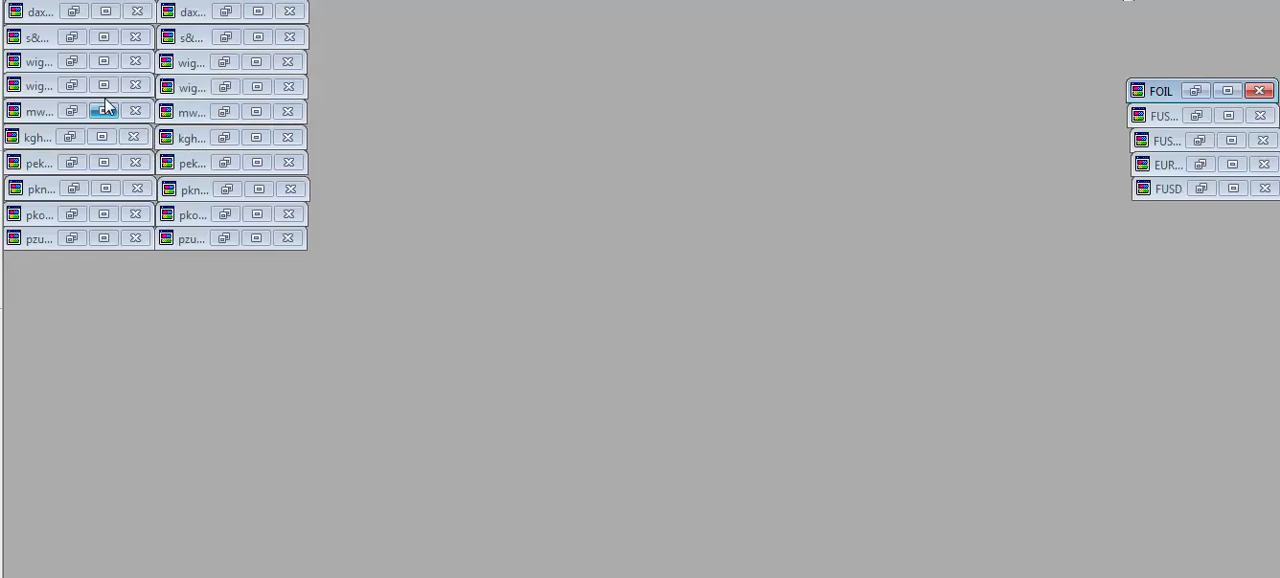 dax... dax...
s&... s&...
wig... wig...
wig... wig...
mw... mw...
kgh... kgh...
pek... pek...
pkn... pkn...
pko... pko...
pzu... pzu...
FOIL
FUS...
FUS...
EUR...
FUSD